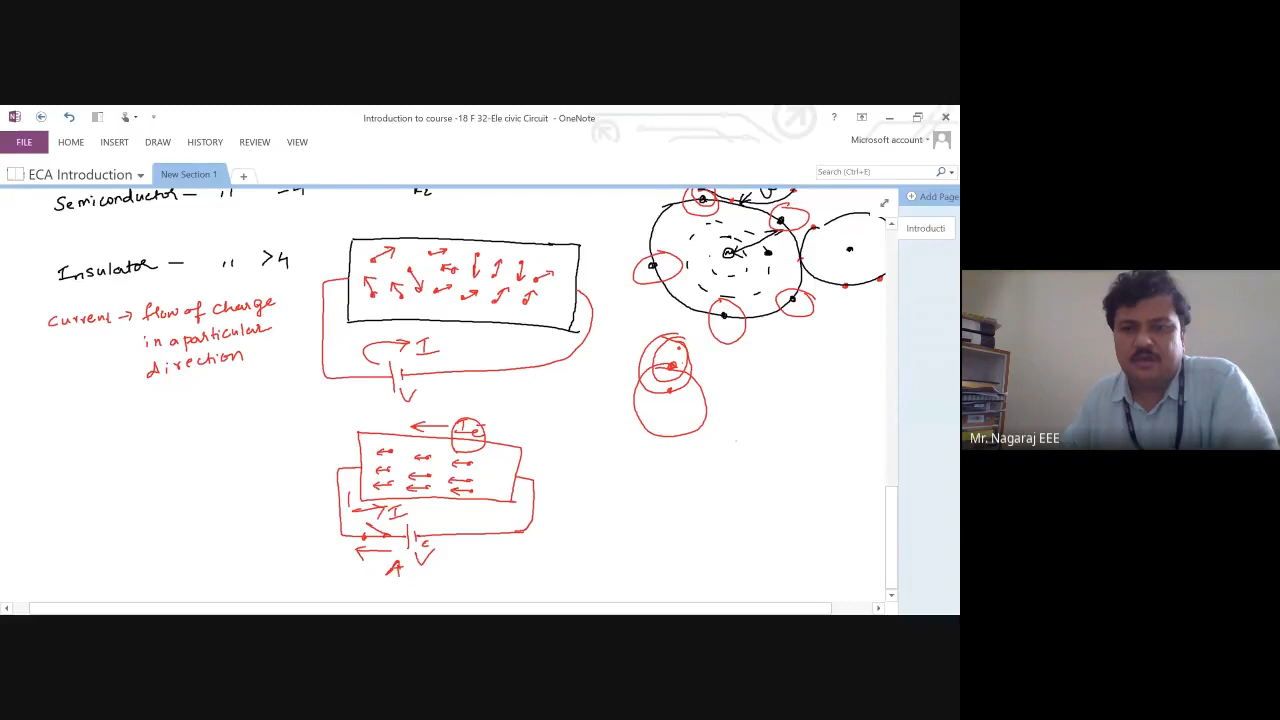 Introduction to course -18 F 32-Ele civic Circuit - OneNote
Microsoft account
FILE HOME INSERT DRAW HISTORY REVIEW VIEW
ECA Introduction
New Section 1
Search (Ctrl+E)
Add Page
Introducti
Semiconductor — ,,
Insulator — ,, >4
current → flow of charge
in a particular
direction
I
V
I e-
I
V
A
Mr. Nagaraj EEE